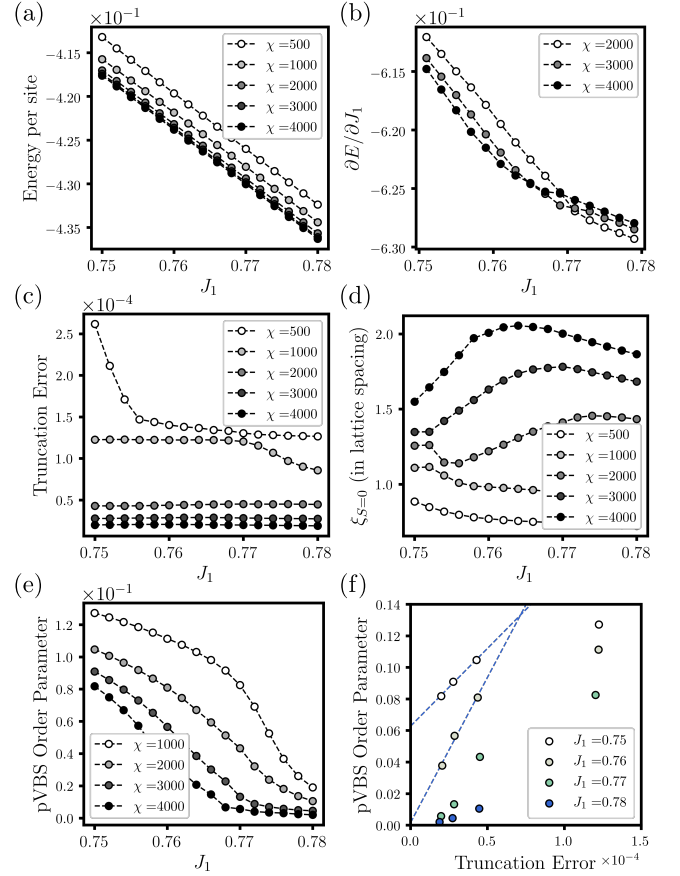 (a)
×10⁻¹
Energy per site
−4.15
−4.20
−4.25
−4.30
−4.35
χ =500
χ =1000
χ =2000
χ =3000
χ =4000
0.75 0.76 0.77 0.78
J₁
(b)
×10⁻¹
∂E/∂J₁
−6.15
−6.20
−6.25
−6.30
χ =2000
χ =3000
χ =4000
0.75 0.76 0.77 0.78
J₁
(c)
×10⁻⁴
Truncation Error
2.5
2.0
1.5
1.0
0.5
χ =500
χ =1000
χ =2000
χ =3000
χ =4000
0.75 0.76 0.77 0.78
J₁
(d)
ξ_{S=0} (in lattice spacing)
2.0
1.5
1.0
χ =500
χ =1000
χ =2000
χ =3000
χ =4000
0.75 0.76 0.77 0.78
J₁
(e)
×10⁻¹
pVBS Order Parameter
1.2
1.0
0.8
0.6
0.4
0.2
0.0
χ =1000
χ =2000
χ =3000
χ =4000
0.75 0.76 0.77 0.78
J₁
(f)
pVBS Order Parameter
0.14
0.12
0.10
0.08
0.06
0.04
0.02
0.00
J₁ =0.75
J₁ =0.76
J₁ =0.77
J₁ =0.78
0.0 0.5 1.0 1.5
Truncation Error ×10⁻⁴